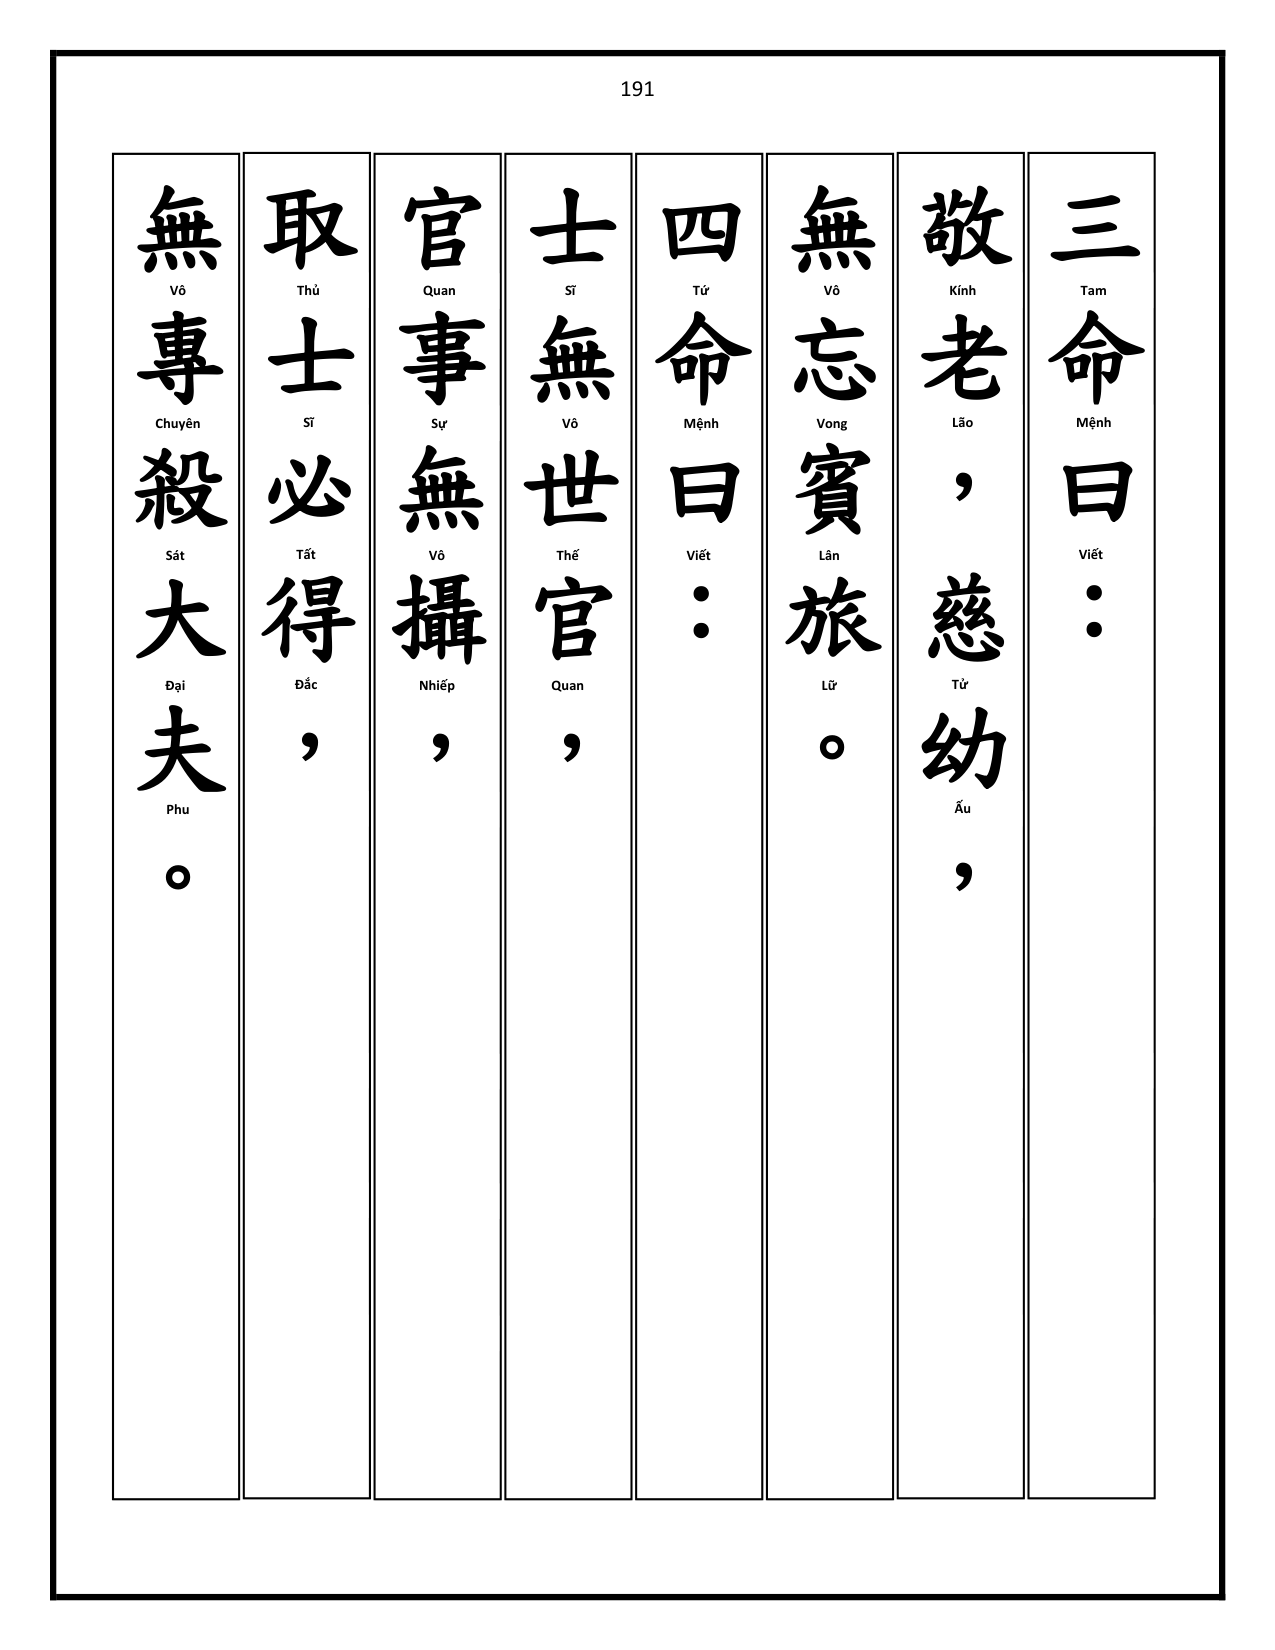 191
三命曰：
Tam Mệnh Viết
敬老，慈幼，
Kính Lão Tử Ấu
無忘賓旅。
Vô Vong Lân Lữ
四命曰：
Tứ Mệnh Viết
士無世官，
Sĩ Vô Thế Quan
官事無攝，
Quan Sự Vô Nhiếp
取士必得，
Thủ Sĩ Tất Đắc
無專殺大夫。
Vô Chuyên Sát Đại Phu